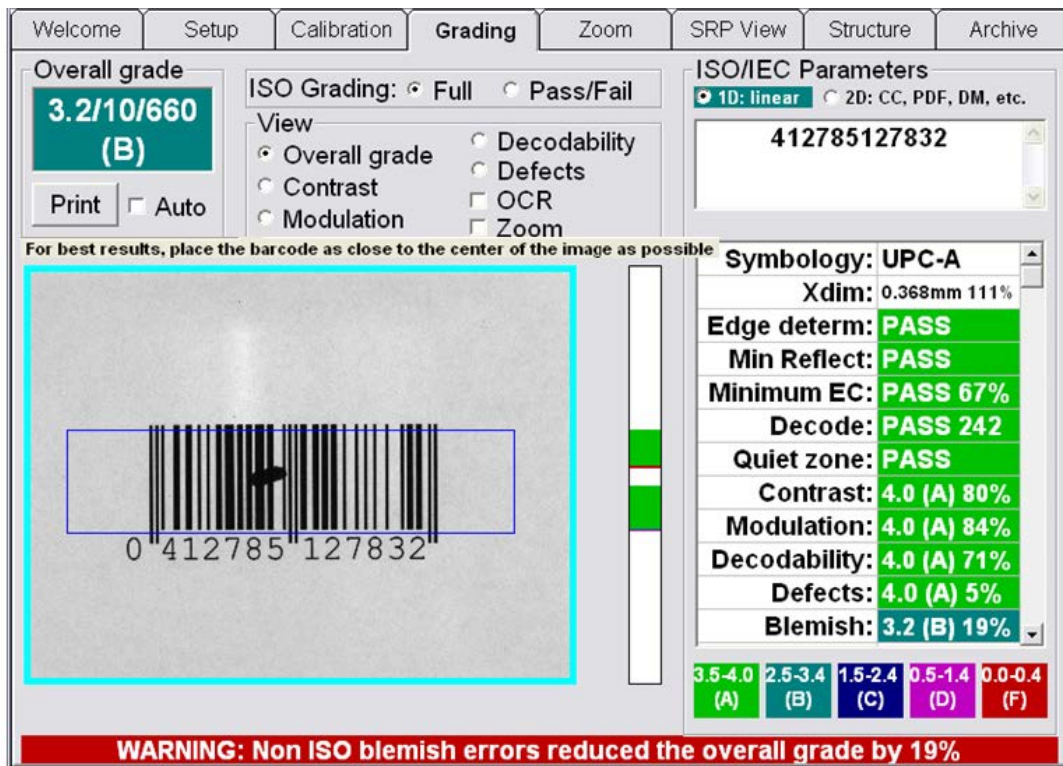 Welcome Setup Calibration Grading Zoom SRP View Structure Archive
Overall grade
3.2/10/660
(B)
Print Auto
ISO Grading: Full Pass/Fail
View
Overall grade Decodability
Contrast Defects
Modulation OCR
Zoom
For best results, place the barcode as close to the center of the image as possible
0 412785 127832
ISO/IEC Parameters
1D: linear 2D: CC, PDF, DM, etc.
412785127832
Symbology: UPC-A
Xdim: 0.368mm 111%
Edge determ: PASS
Min Reflect: PASS
Minimum EC: PASS 67%
Decode: PASS 242
Quiet zone: PASS
Contrast: 4.0 (A) 80%
Modulation: 4.0 (A) 84%
Decodability: 4.0 (A) 71%
Defects: 4.0 (A) 5%
Blemish: 3.2 (B) 19%
3.5-4.0 2.5-3.4 1.5-2.4 0.5-1.4 0.0-0.4
(A) (B) (C) (D) (F)
WARNING: Non ISO blemish errors reduced the overall grade by 19%